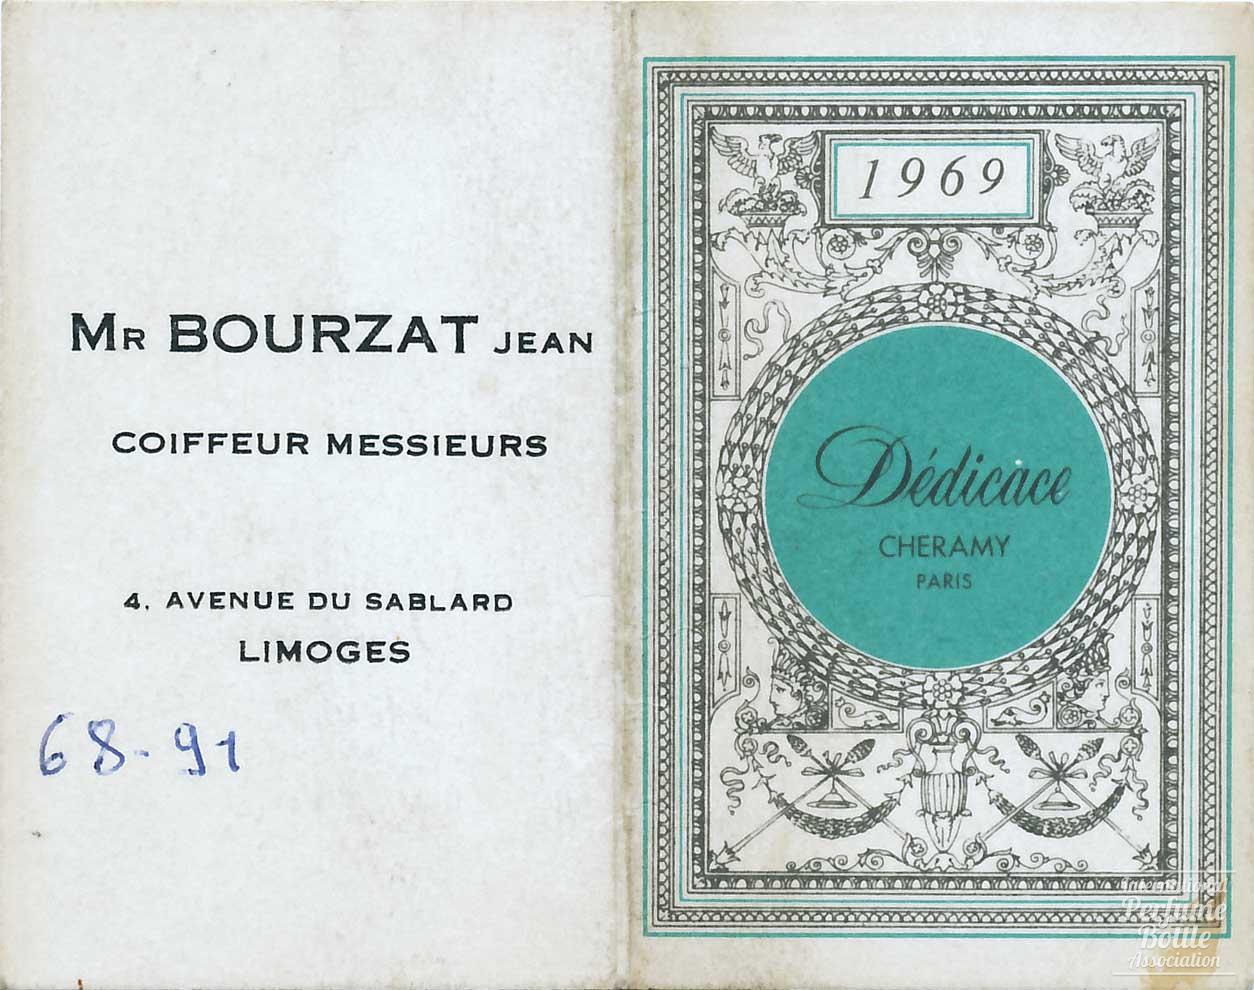 Mr BOURZAT JEAN
COIFFEUR MESSIEURS
4, AVENUE DU SABLARD
LIMOGES
68-91
1969
Dédicace
CHERAMY
PARIS
International
Perfume
Bottle
Association